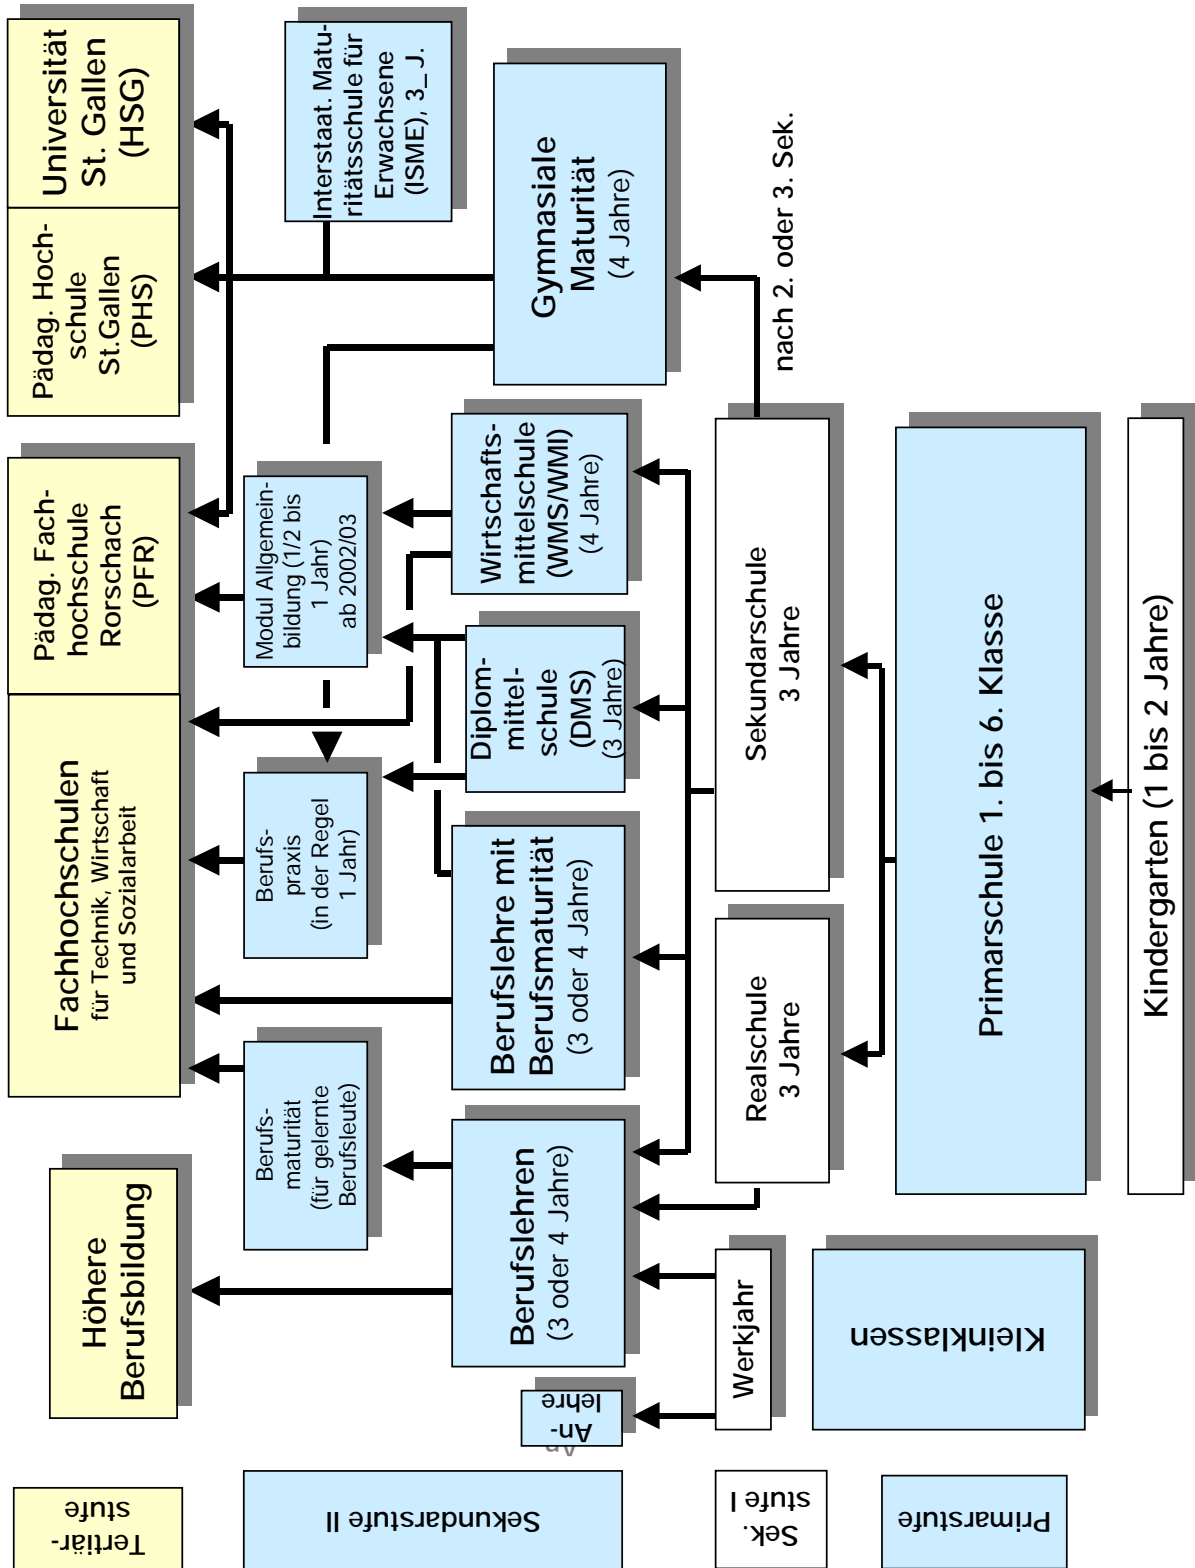 Tertiär-
stufe
Höhere
Berufsbildung
Fachhochschulen
für Technik, Wirtschaft
und Sozialarbeit
Pädag. Fach-
hochschule
Rorschach
(PFR)
Pädag. Hoch-
schule
St.Gallen
(PHS)
Universität
St. Gallen
(HSG)
Sekundarstufe II
Berufs-
maturität
(für gelernte
Berufsleute)
Berufs-
praxis
(in der Regel
1 Jahr)
Modul Allgemein-
bildung (1/2 bis
1 Jahr)
ab 2002/03
Interstaat. Matu-
ritätsschule für
Erwachsene
(ISME), 3_ J.
An-
lehre
An
Berufslehren
(3 oder 4 Jahre)
Berufslehre mit
Berufsmaturität
(3 oder 4 Jahre)
Diplom-
mittel-
schule
(DMS)
(3 Jahre)
Wirtschafts-
mittelschule
(WMS/WMI)
(4 Jahre)
Gymnasiale
Maturität
(4 Jahre)
Sek.
stufe I
Werkjahr
Realschule
3 Jahre
Sekundarschule
3 Jahre
nach 2. oder 3. Sek.
Primarstufe
Kleinklassen
Primarschule 1. bis 6. Klasse
Kindergarten (1 bis 2 Jahre)